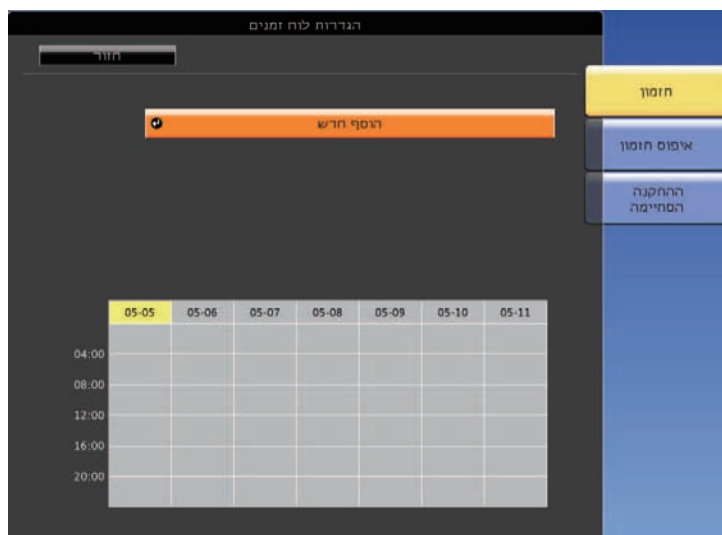 הגדרות לוח זמנים
חזור
הוסף חדש
חזמון
איפוס חזמון
ההתקנה
הסתיימה
05-05 05-06 05-07 05-08 05-09 05-10 05-11
04:00
08:00
12:00
16:00
20:00